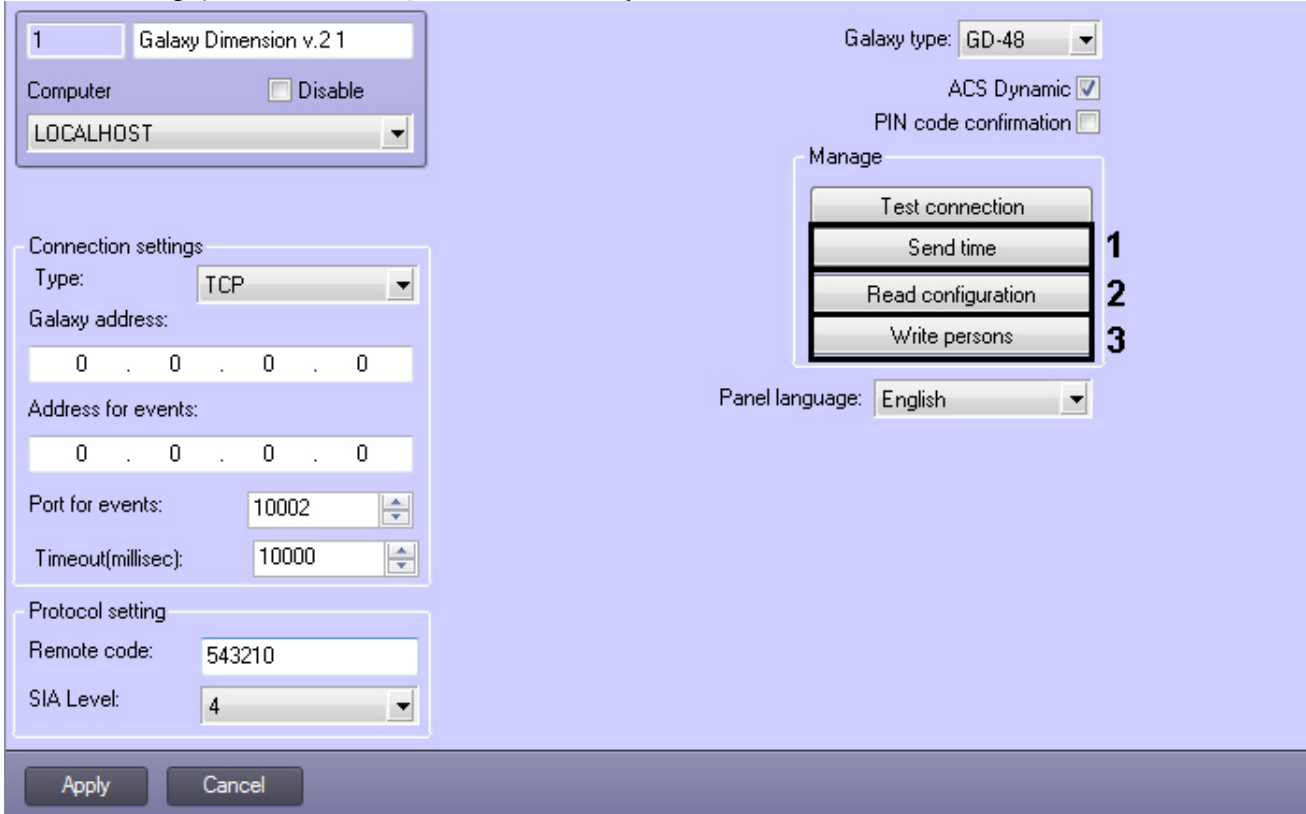 1 Galaxy Dimension v.2 1
Computer Disable
LOCALHOST
Connection settings
Type: TCP
Galaxy address:
0 . 0 . 0 . 0
Address for events:
0 . 0 . 0 . 0
Port for events: 10002
Timeout(millisec): 10000
Protocol setting
Remote code: 543210
SIA Level: 4
Galaxy type: GD-48
ACS Dynamic
PIN code confirmation
Manage
Test connection
Send time 1
Read configuration 2
Write persons 3
Panel language: English
Apply Cancel